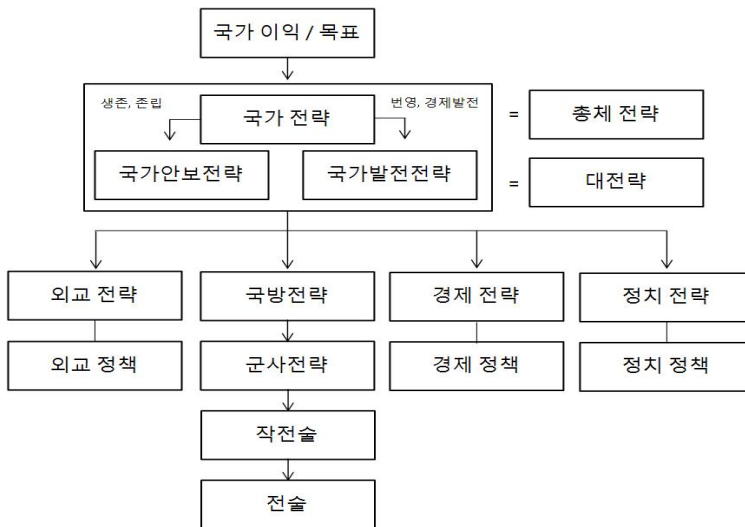 국가 이익 / 목표
생존, 존립
번영, 경제발전
국가 전략
=
총체 전략
국가안보전략
국가발전전략
=
대전략
외교 전략
국방전략
경제 전략
정치 전략
외교 정책
군사전략
경제 정책
정치 정책
작전술
전술